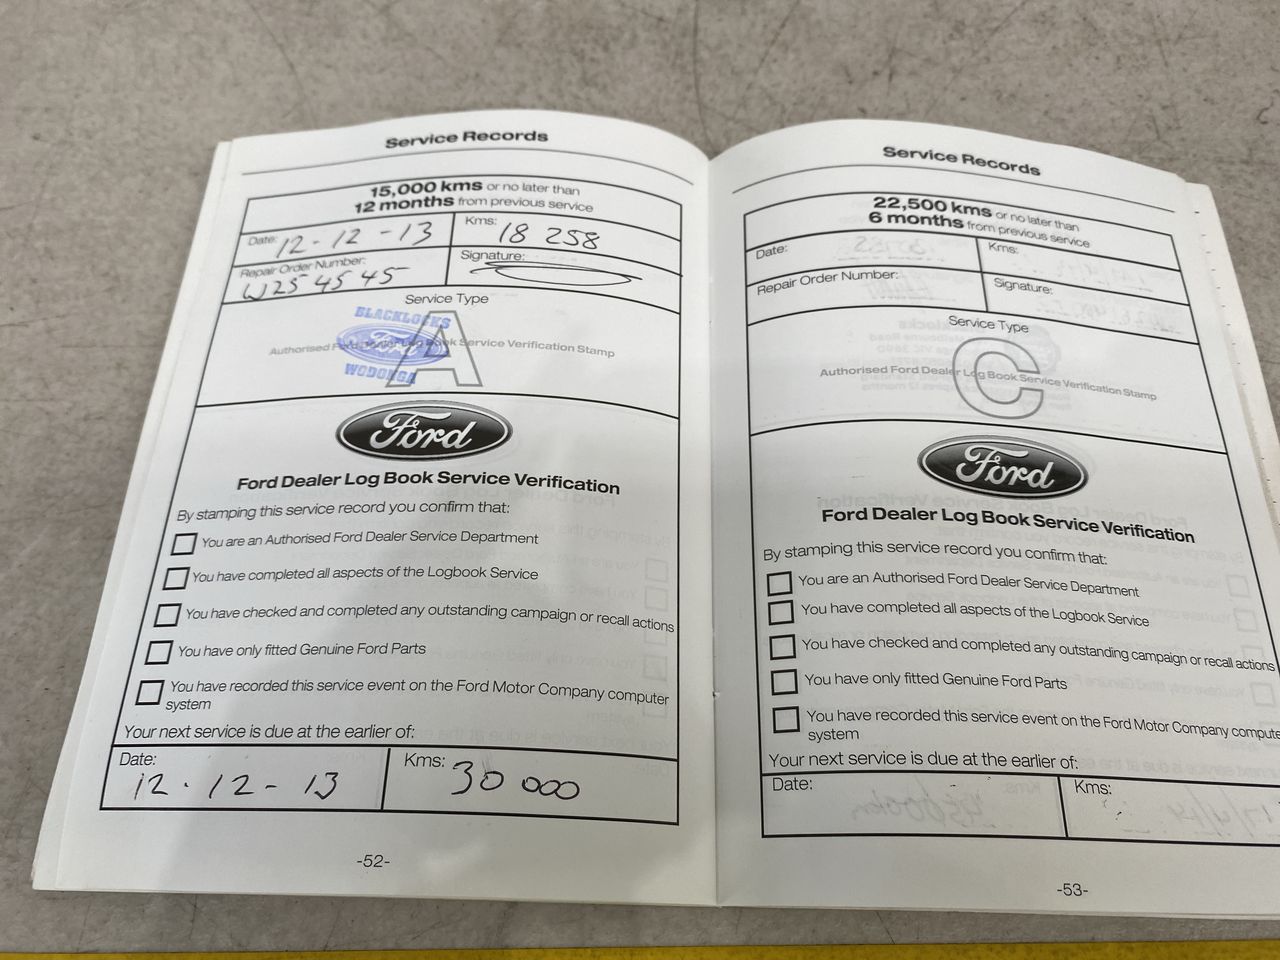 Service Records
15,000 kms or no later than
12 months from previous service
Date: 12-12-13
Kms: 18 258
Repair Order Number: W25 45 45
Signature:
Service Type
A
Authorised Ford Dealer Log Book Service Verification Stamp
BLACKLOCKS
Ford
WODONGA
Ford
Ford Dealer Log Book Service Verification
By stamping this service record you confirm that:
You are an Authorised Ford Dealer Service Department
You have completed all aspects of the Logbook Service
You have checked and completed any outstanding campaign or recall actions
You have only fitted Genuine Ford Parts
You have recorded this service event on the Ford Motor Company computer
system
Your next service is due at the earlier of:
Date: 12.12-13
Kms: 30 000
-52-
Service Records
22,500 kms or no later than
6 months from previous service
Date:
Kms:
Repair Order Number:
Signature:
Service Type
C
Authorised Ford Dealer Log Book Service Verification Stamp
Ford
Ford Dealer Log Book Service Verification
By stamping this service record you confirm that:
You are an Authorised Ford Dealer Service Department
You have completed all aspects of the Logbook Service
You have checked and completed any outstanding campaign or recall actions
You have only fitted Genuine Ford Parts
You have recorded this service event on the Ford Motor Company compute
system
Your next service is due at the earlier of:
Date:
Kms:
-53-